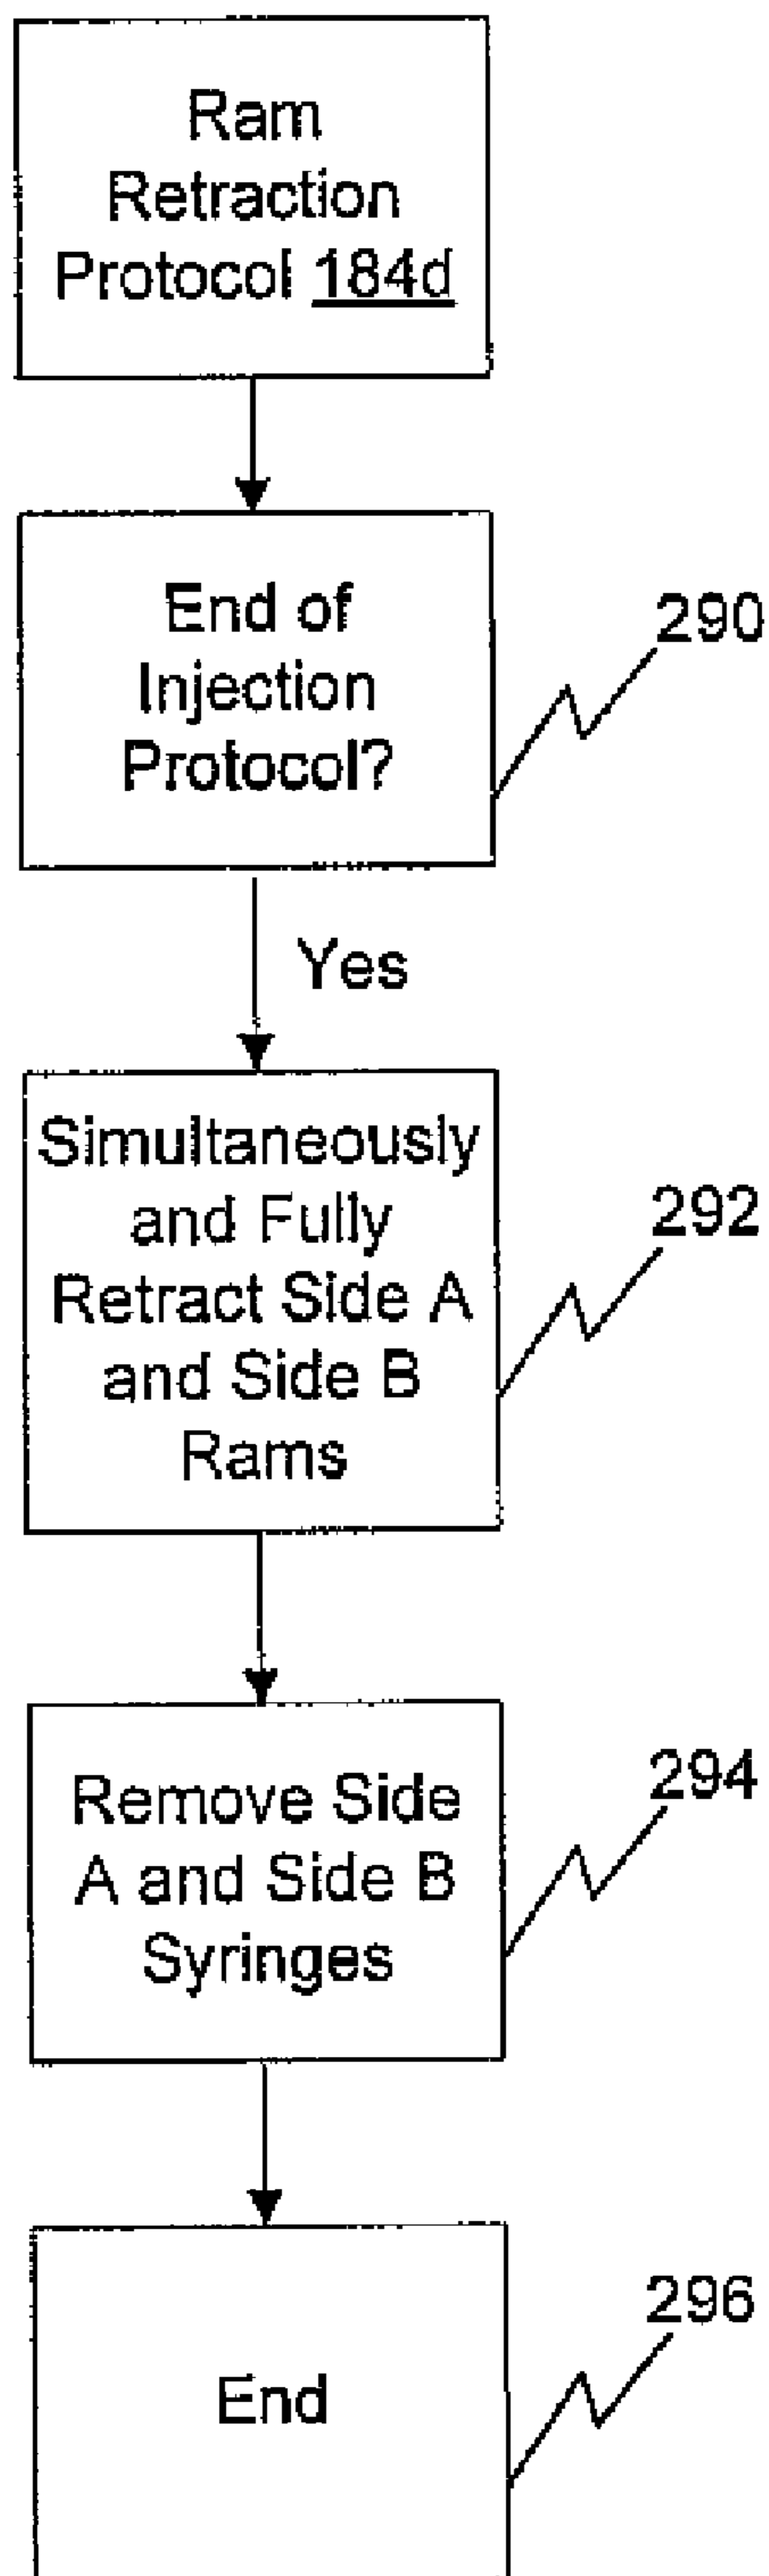 Ram
Retraction
Protocol 184d
End of
Injection
Protocol?
290
Yes
Simultaneously
and Fully
Retract Side A
and Side B
Rams
292
Remove Side
A and Side B
Syringes
294
End
296